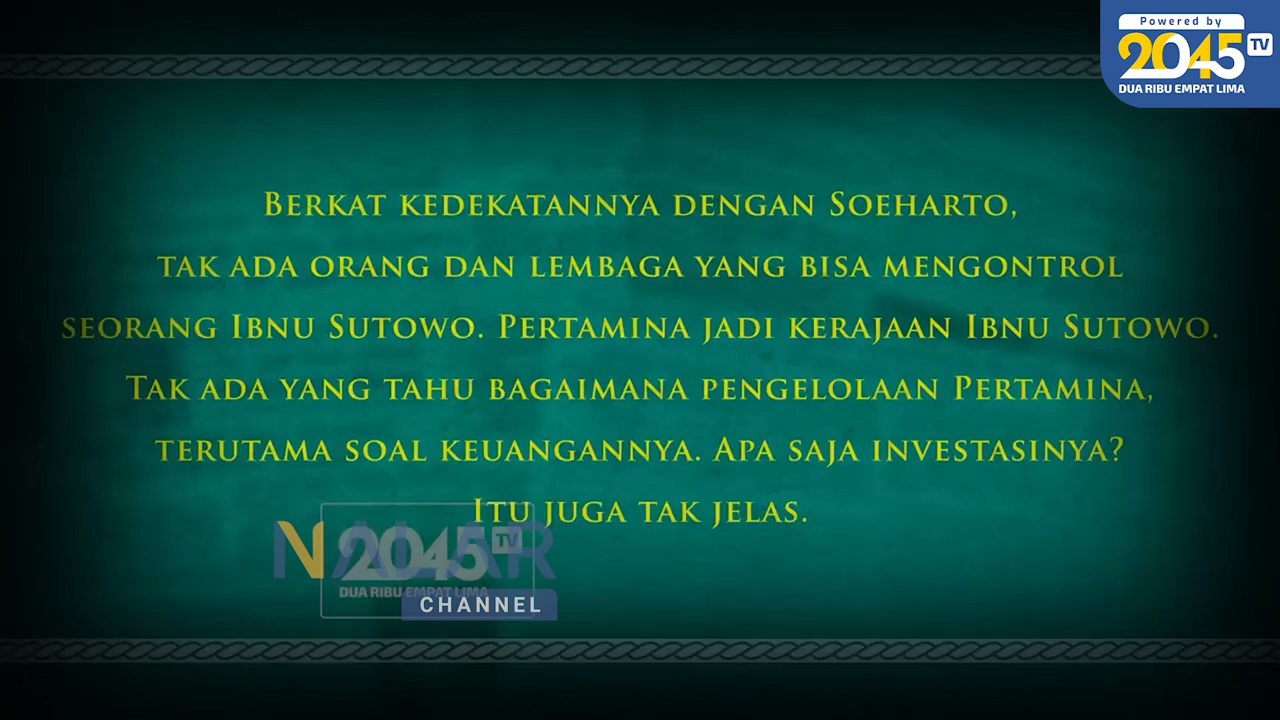 Powered by
2045 TV
DUA RIBU EMPAT LIMA
BERKAT KEDEKATANNYA DENGAN SOEHARTO,
TAK ADA ORANG DAN LEMBAGA YANG BISA MENGONTROL
SEORANG IBNU SUTOWO. PERTAMINA JADI KERAJAAN IBNU SUTOWO.
TAK ADA YANG TAHU BAGAIMANA PENGELOLAAN PERTAMINA,
TERUTAMA SOAL KEUANGANNYA. APA SAJA INVESTASINYA?
ITU JUGA TAK JELAS.
NALAR
2045 TV
DUA RIBU EMPAT LIMA
CHANNEL